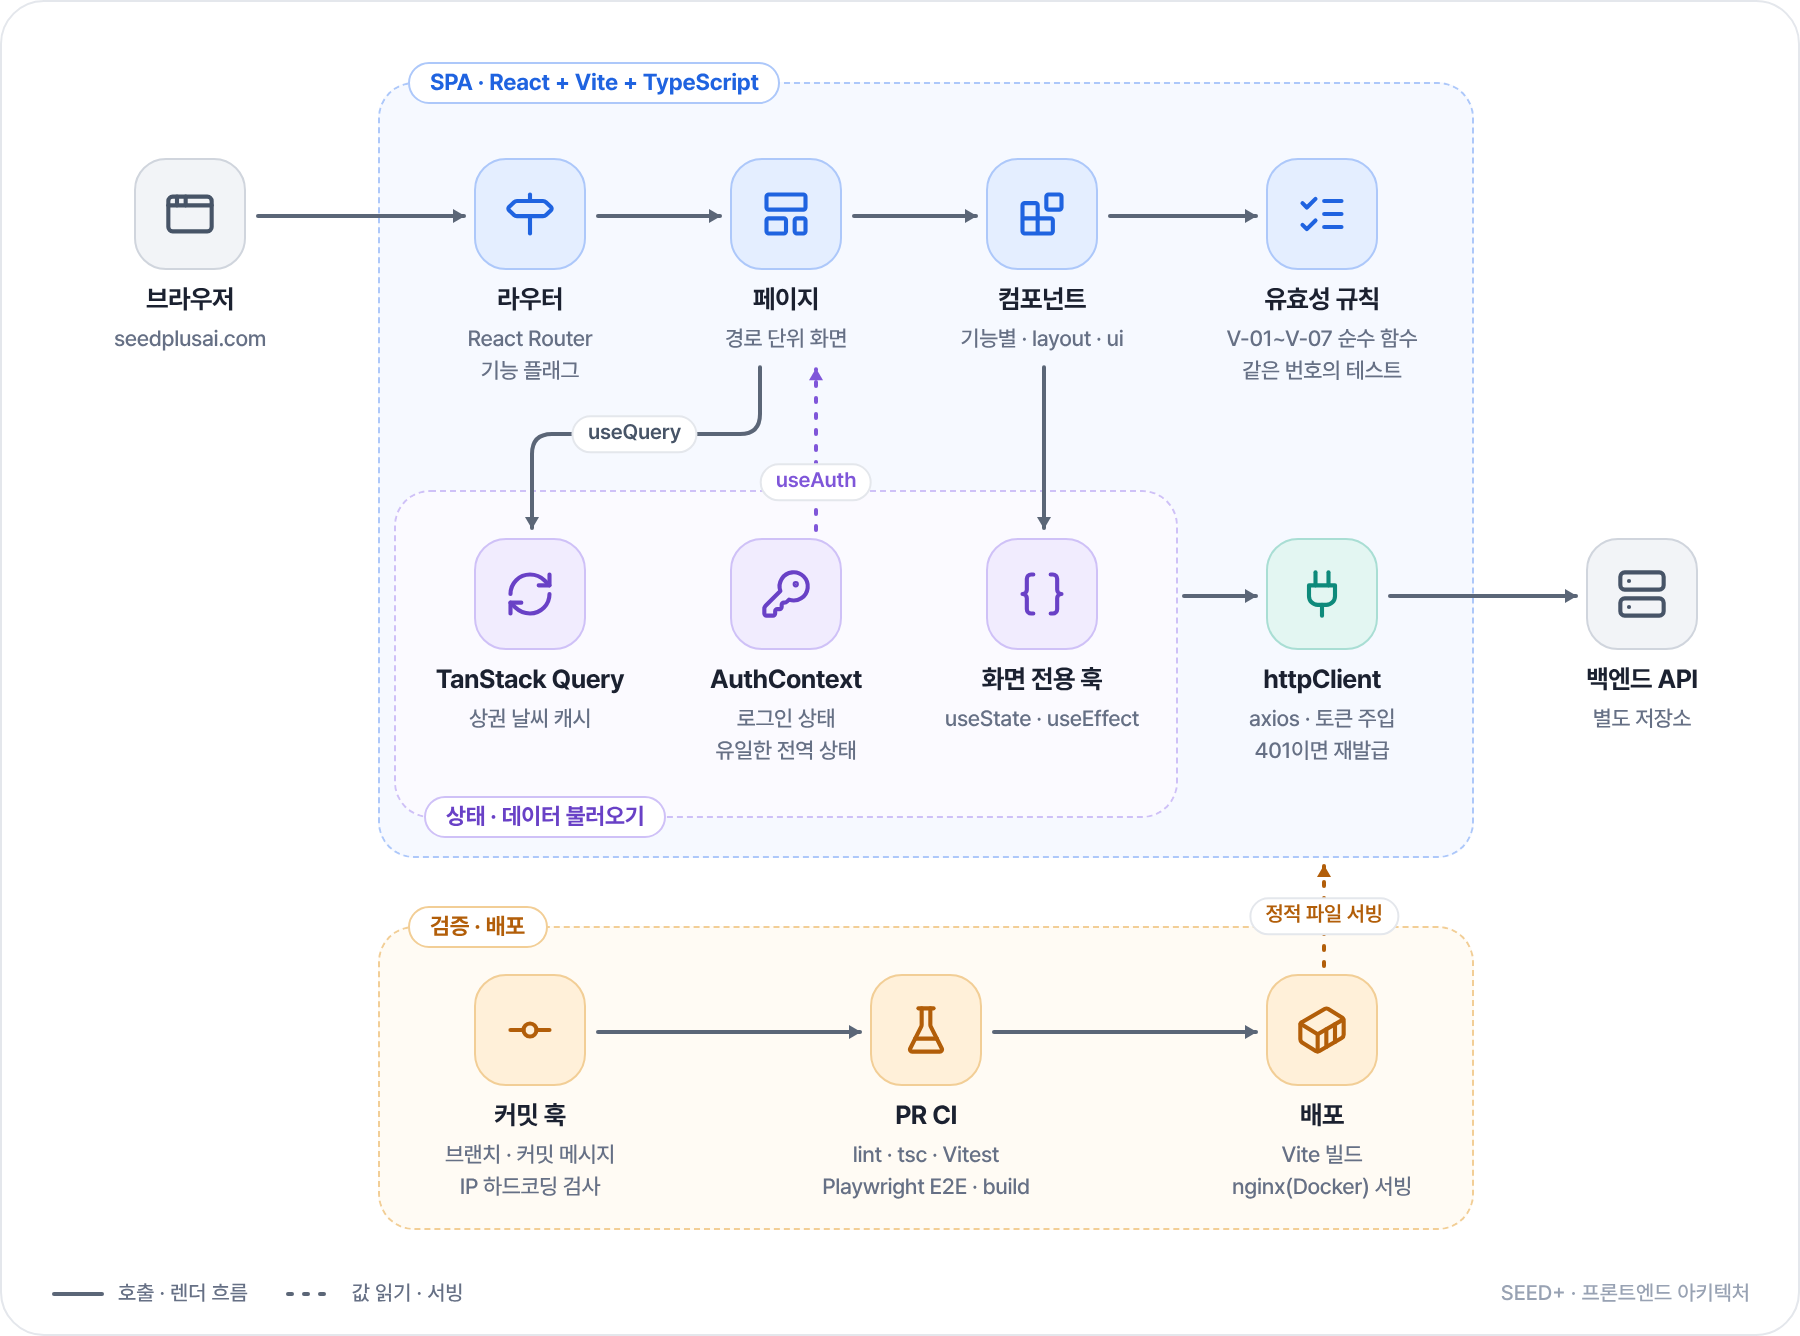 SPA · React + Vite + TypeScript
브라우저
seedplusai.com
라우터
React Router
기능 플래그
페이지
경로 단위 화면
컴포넌트
기능별 · layout · ui
유효성 규칙
V-01~V-07 순수 함수
같은 번호의 테스트
useQuery
useAuth
TanStack Query
상권 날씨 캐시
AuthContext
로그인 상태
유일한 전역 상태
화면 전용 훅
useState · useEffect
httpClient
axios · 토큰 주입
401이면 재발급
백엔드 API
별도 저장소
상태 · 데이터 불러오기
정적 파일 서빙
검증 · 배포
커밋 훅
브랜치 · 커밋 메시지
IP 하드코딩 검사
PR CI
lint · tsc · Vitest
Playwright E2E · build
배포
Vite 빌드
nginx(Docker) 서빙
호출 · 렌더 흐름
값 읽기 · 서빙
SEED+ · 프론트엔드 아키텍처